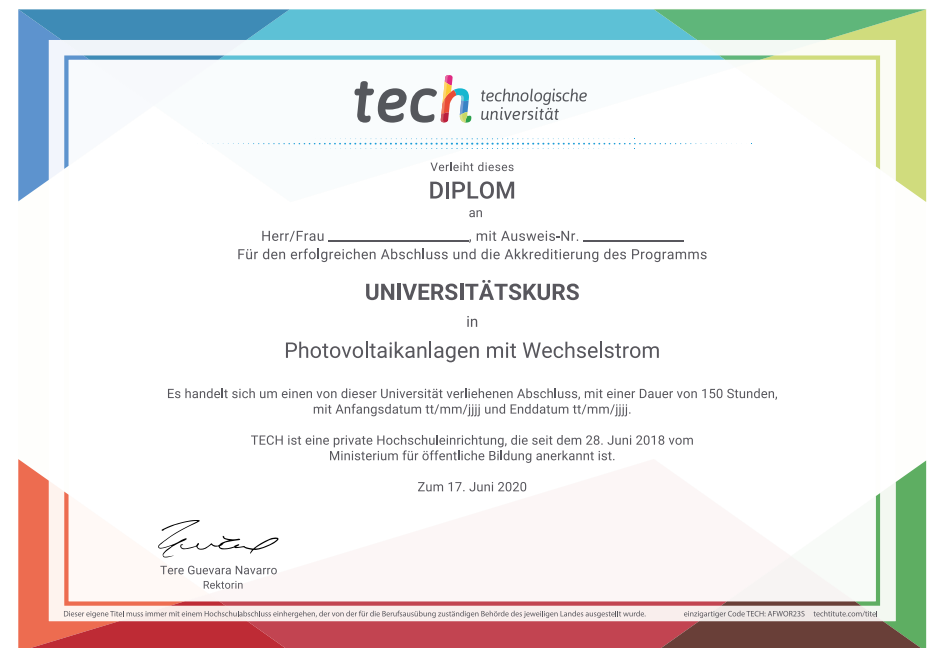 tech technologische
universität
Verleiht dieses
DIPLOM
an
Herr/Frau ____________________, mit Ausweis-Nr. ______________
Für den erfolgreichen Abschluss und die Akkreditierung des Programms
UNIVERSITÄTSKURS
in
Photovoltaikanlagen mit Wechselstrom
Es handelt sich um einen von dieser Universität verliehenen Abschluss, mit einer Dauer von 150 Stunden,
mit Anfangsdatum tt/mm/jjjj und Enddatum tt/mm/jjjj.
TECH ist eine private Hochschuleinrichtung, die seit dem 28. Juni 2018 vom
Ministerium für öffentliche Bildung anerkannt ist.
Zum 17. Juni 2020
Tere Guevara Navarro
Rektorin
Dieser eigene Titel muss immer mit einem Hochschulabschluss einhergehen, der von der für die Berufsausübung zuständigen Behörde des jeweiligen Landes ausgestellt wurde. einzigartiger Code TECH: AFWOR235 techtitute.com/titel